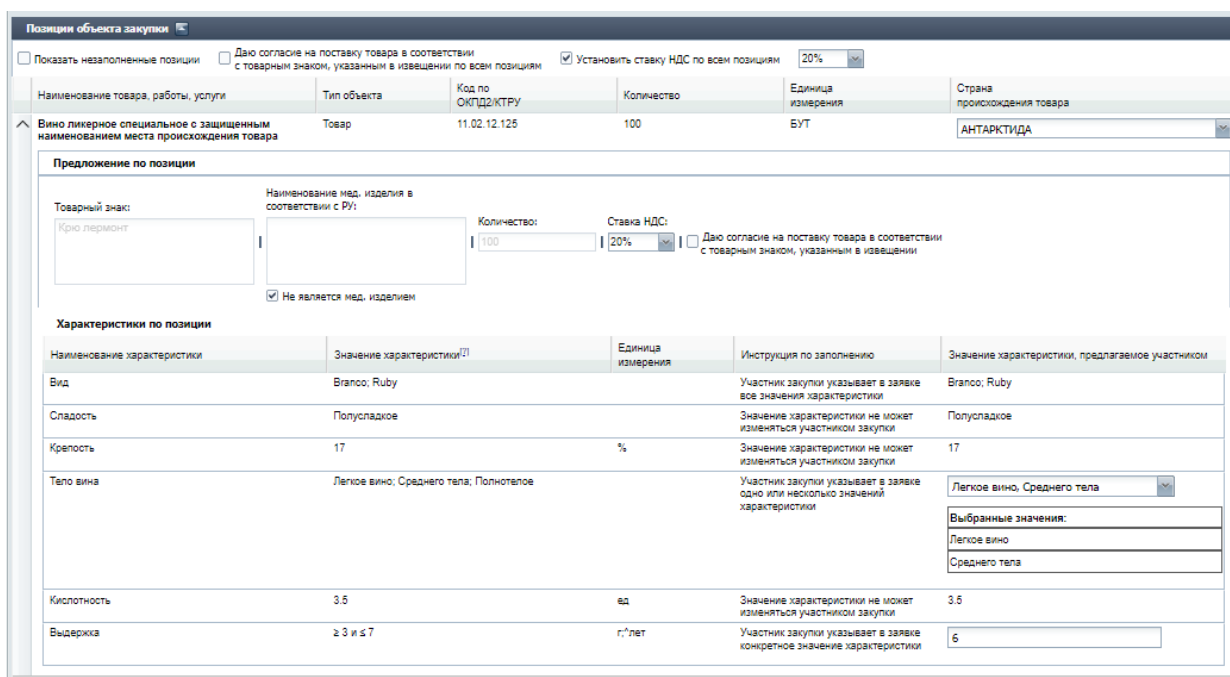 Позиции объекта закупки
Показать незаполненные позиции
Даю согласие на поставку товара в соответствии
с товарным знаком, указанным в извещении по всем позициям
Установить ставку НДС по всем позициям
20%
Наименование товара, работы, услуги
Тип объекта
Код по
ОКПД2/КТРУ
Количество
Единица
измерения
Страна
происхождения товара
Вино ликерное специальное с защищенным
наименованием места происхождения товара
Товар
11.02.12.125
100
БУТ
АНТАРКТИДА
Предложение по позиции
Товарный знак:
Крю лермонт
Наименование мед. изделия в
соответствии с РУ:
Не является мед. изделием
Количество:
100
Ставка НДС:
20%
Даю согласие на поставку товара в соответствии
с товарным знаком, указанным в извещении
Характеристики по позиции
Наименование характеристики
Значение характеристики[?]
Единица
измерения
Инструкция по заполнению
Значение характеристики, предлагаемое участником
Вид
Branco; Ruby
Участник закупки указывает в заявке
все значения характеристики
Branco; Ruby
Сладость
Полусладкое
Значение характеристики не может
изменяться участником закупки
Полусладкое
Крепость
17
%
Значение характеристики не может
изменяться участником закупки
17
Тело вина
Легкое вино; Среднего тела; Полнотелое
Участник закупки указывает в заявке
одно или несколько значений
характеристики
Легкое вино, Среднего тела
Выбранные значения:
Легкое вино
Среднего тела
Кислотность
3.5
ед
Значение характеристики не может
изменяться участником закупки
3.5
Выдержка
≥ 3 и ≤ 7
г;^лет
Участник закупки указывает в заявке
конкретное значение характеристики
6